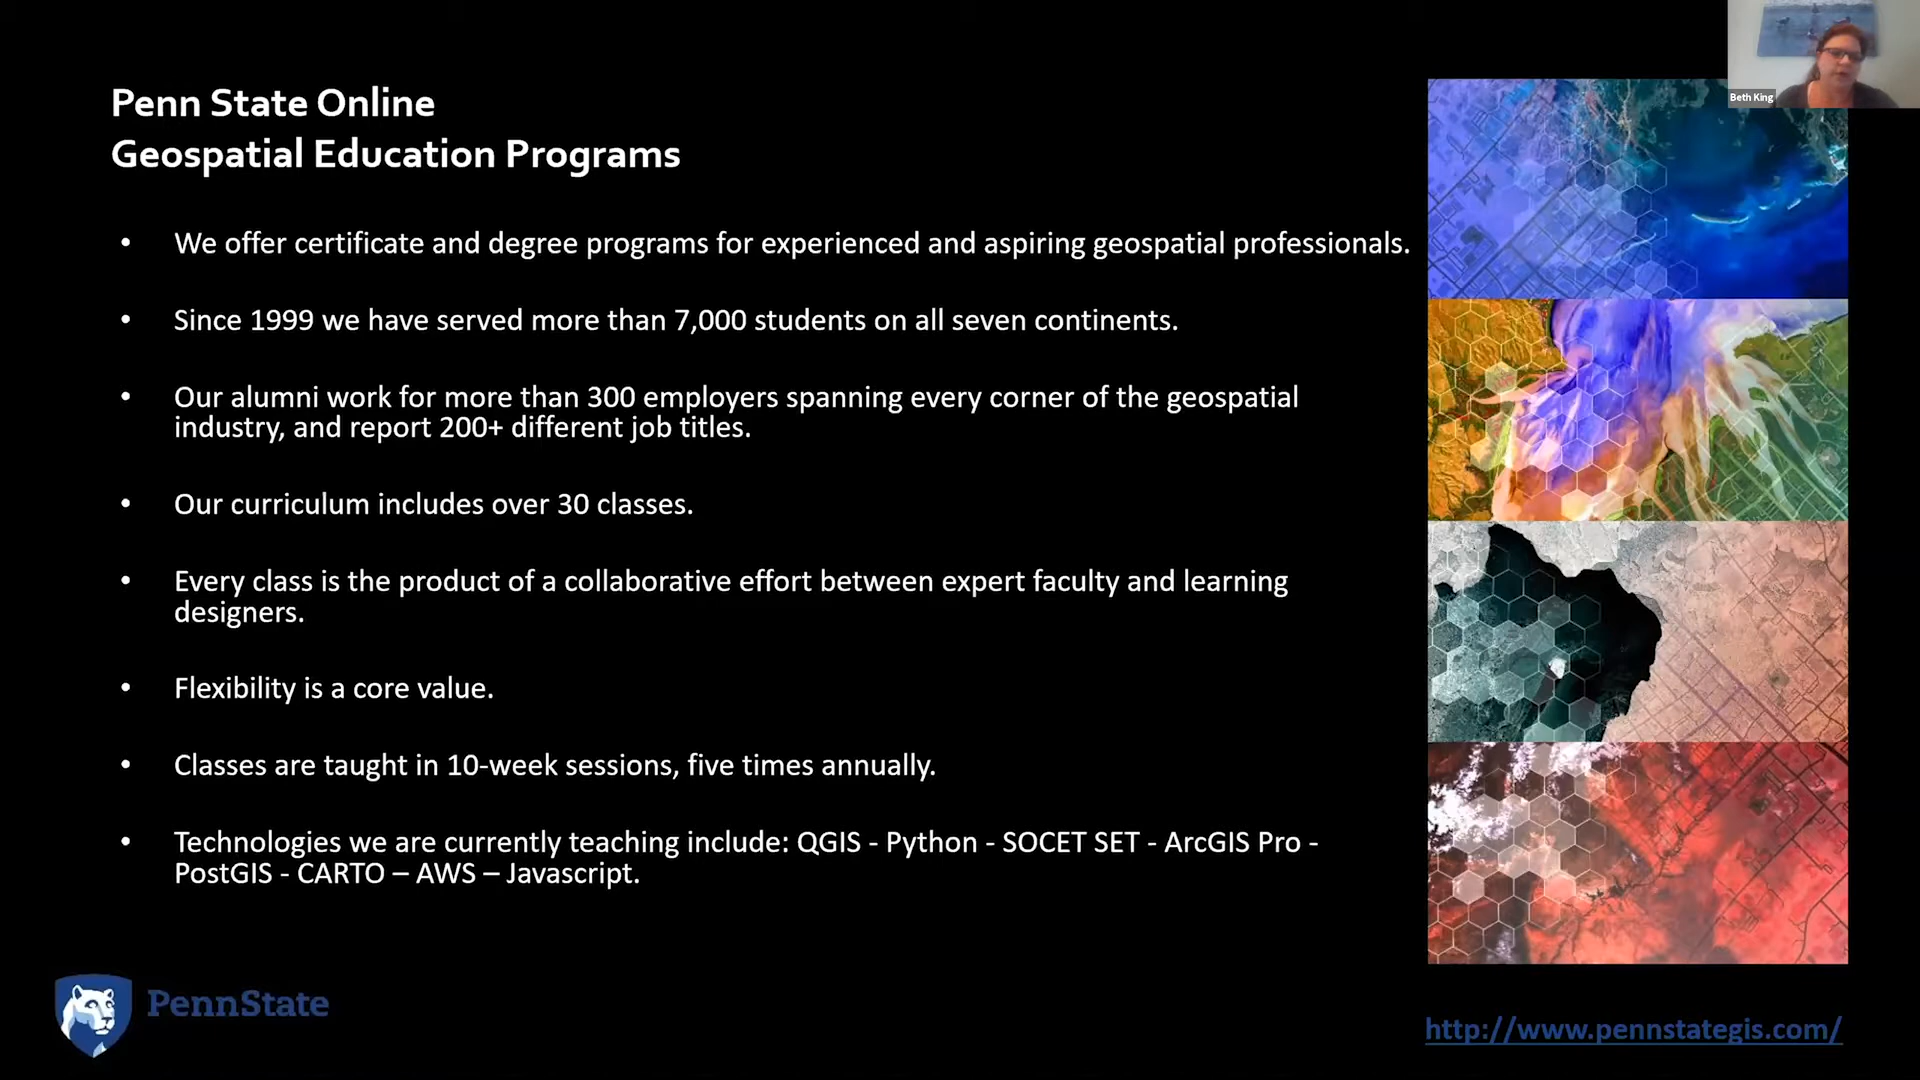 Beth King
Penn State Online
Geospatial Education Programs
• We offer certificate and degree programs for experienced and aspiring geospatial professionals.
• Since 1999 we have served more than 7,000 students on all seven continents.
• Our alumni work for more than 300 employers spanning every corner of the geospatial
industry, and report 200+ different job titles.
• Our curriculum includes over 30 classes.
• Every class is the product of a collaborative effort between expert faculty and learning
designers.
• Flexibility is a core value.
• Classes are taught in 10-week sessions, five times annually.
• Technologies we are currently teaching include: QGIS - Python - SOCET SET - ArcGIS Pro -
PostGIS - CARTO – AWS – Javascript.
PennState
http://www.pennstategis.com/